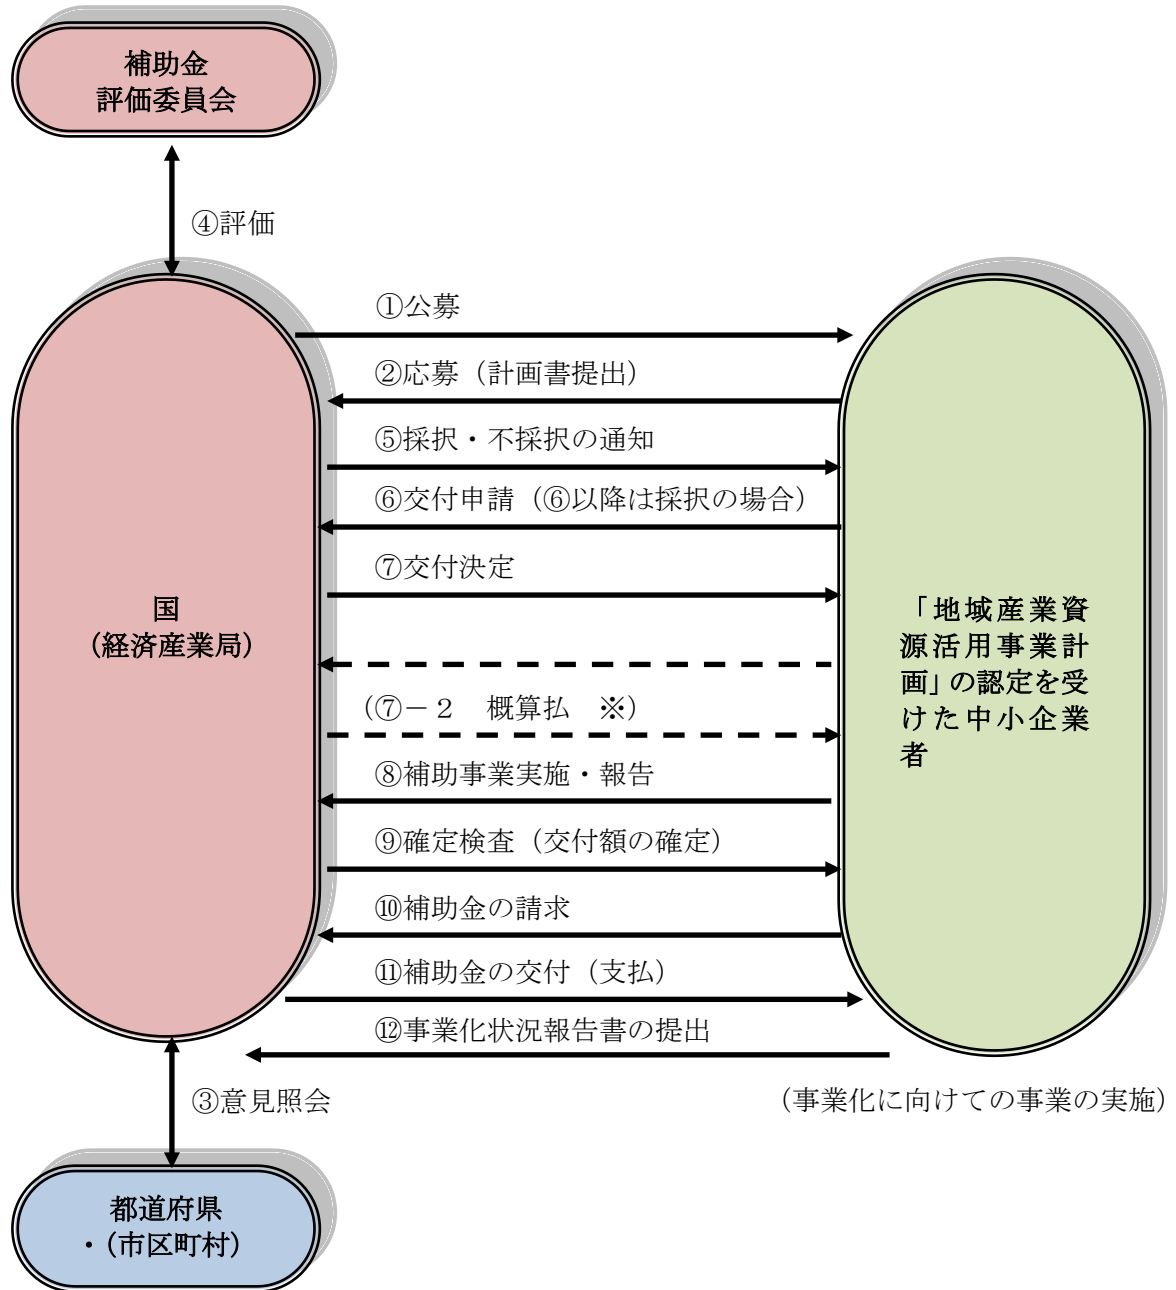 補助金
評価委員会
④評価
①公募
②応募（計画書提出）
⑤採択・不採択の通知
⑥交付申請（⑥以降は採択の場合）
⑦交付決定
国
（経済産業局）
「地域産業資
源活用事業計
画」の認定を受
けた中小企業
者
（⑦－２　概算払　※）
⑧補助事業実施・報告
⑨確定検査（交付額の確定）
⑩補助金の請求
⑪補助金の交付（支払）
⑫事業化状況報告書の提出
③意見照会
（事業化に向けての事業の実施）
都道府県
・（市区町村）